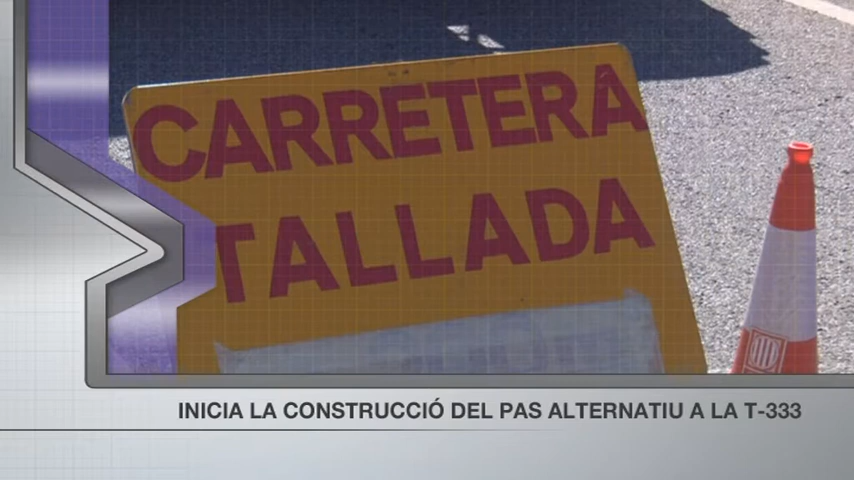 CARRETERA
TALLADA
INICIA LA CONSTRUCCIÓ DEL PAS ALTERNATIU A LA T-333